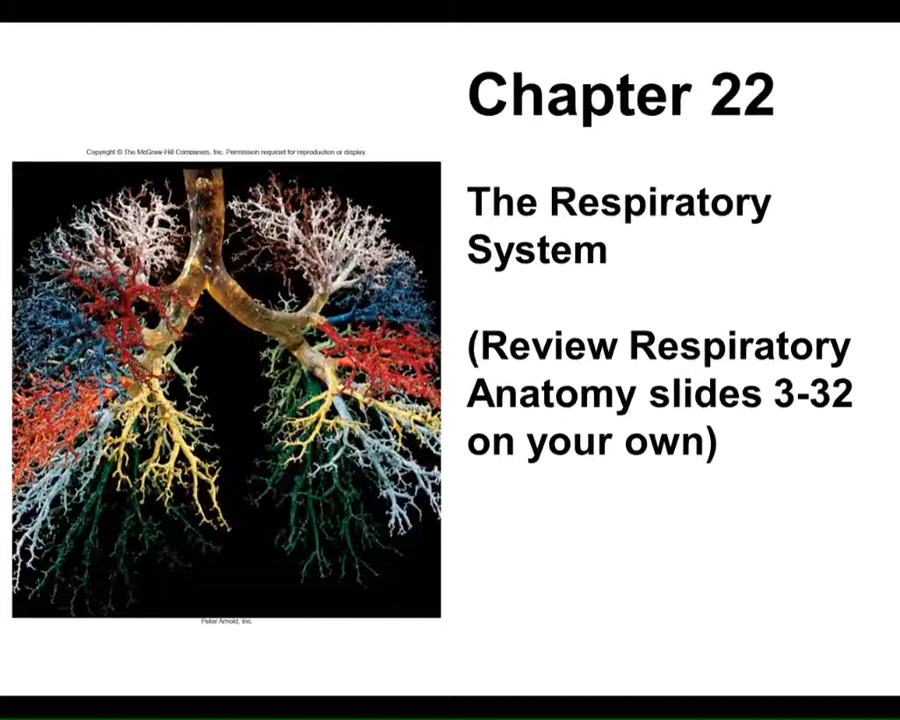 Chapter 22
Copyright © The McGraw-Hill Companies, Inc. Permission required for reproduction or display.
The Respiratory
System
(Review Respiratory
Anatomy slides 3-32
on your own)
Peter Arnold, Inc.